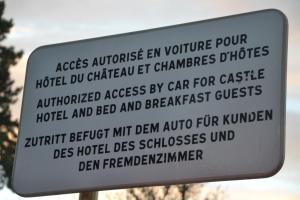 ACCÈS AUTORISÉ EN VOITURE POUR
HÔTEL DU CHÂTEAU ET CHAMBRES D'HÔTES
AUTHORIZED ACCESS BY CAR FOR CASTLE
HOTEL AND BED AND BREAKFAST GUESTS
ZUTRITT BEFUGT MIT DEM AUTO FÜR KUNDEN
DES HOTEL DES SCHLOSSES UND
DEN FREMDENZIMMER